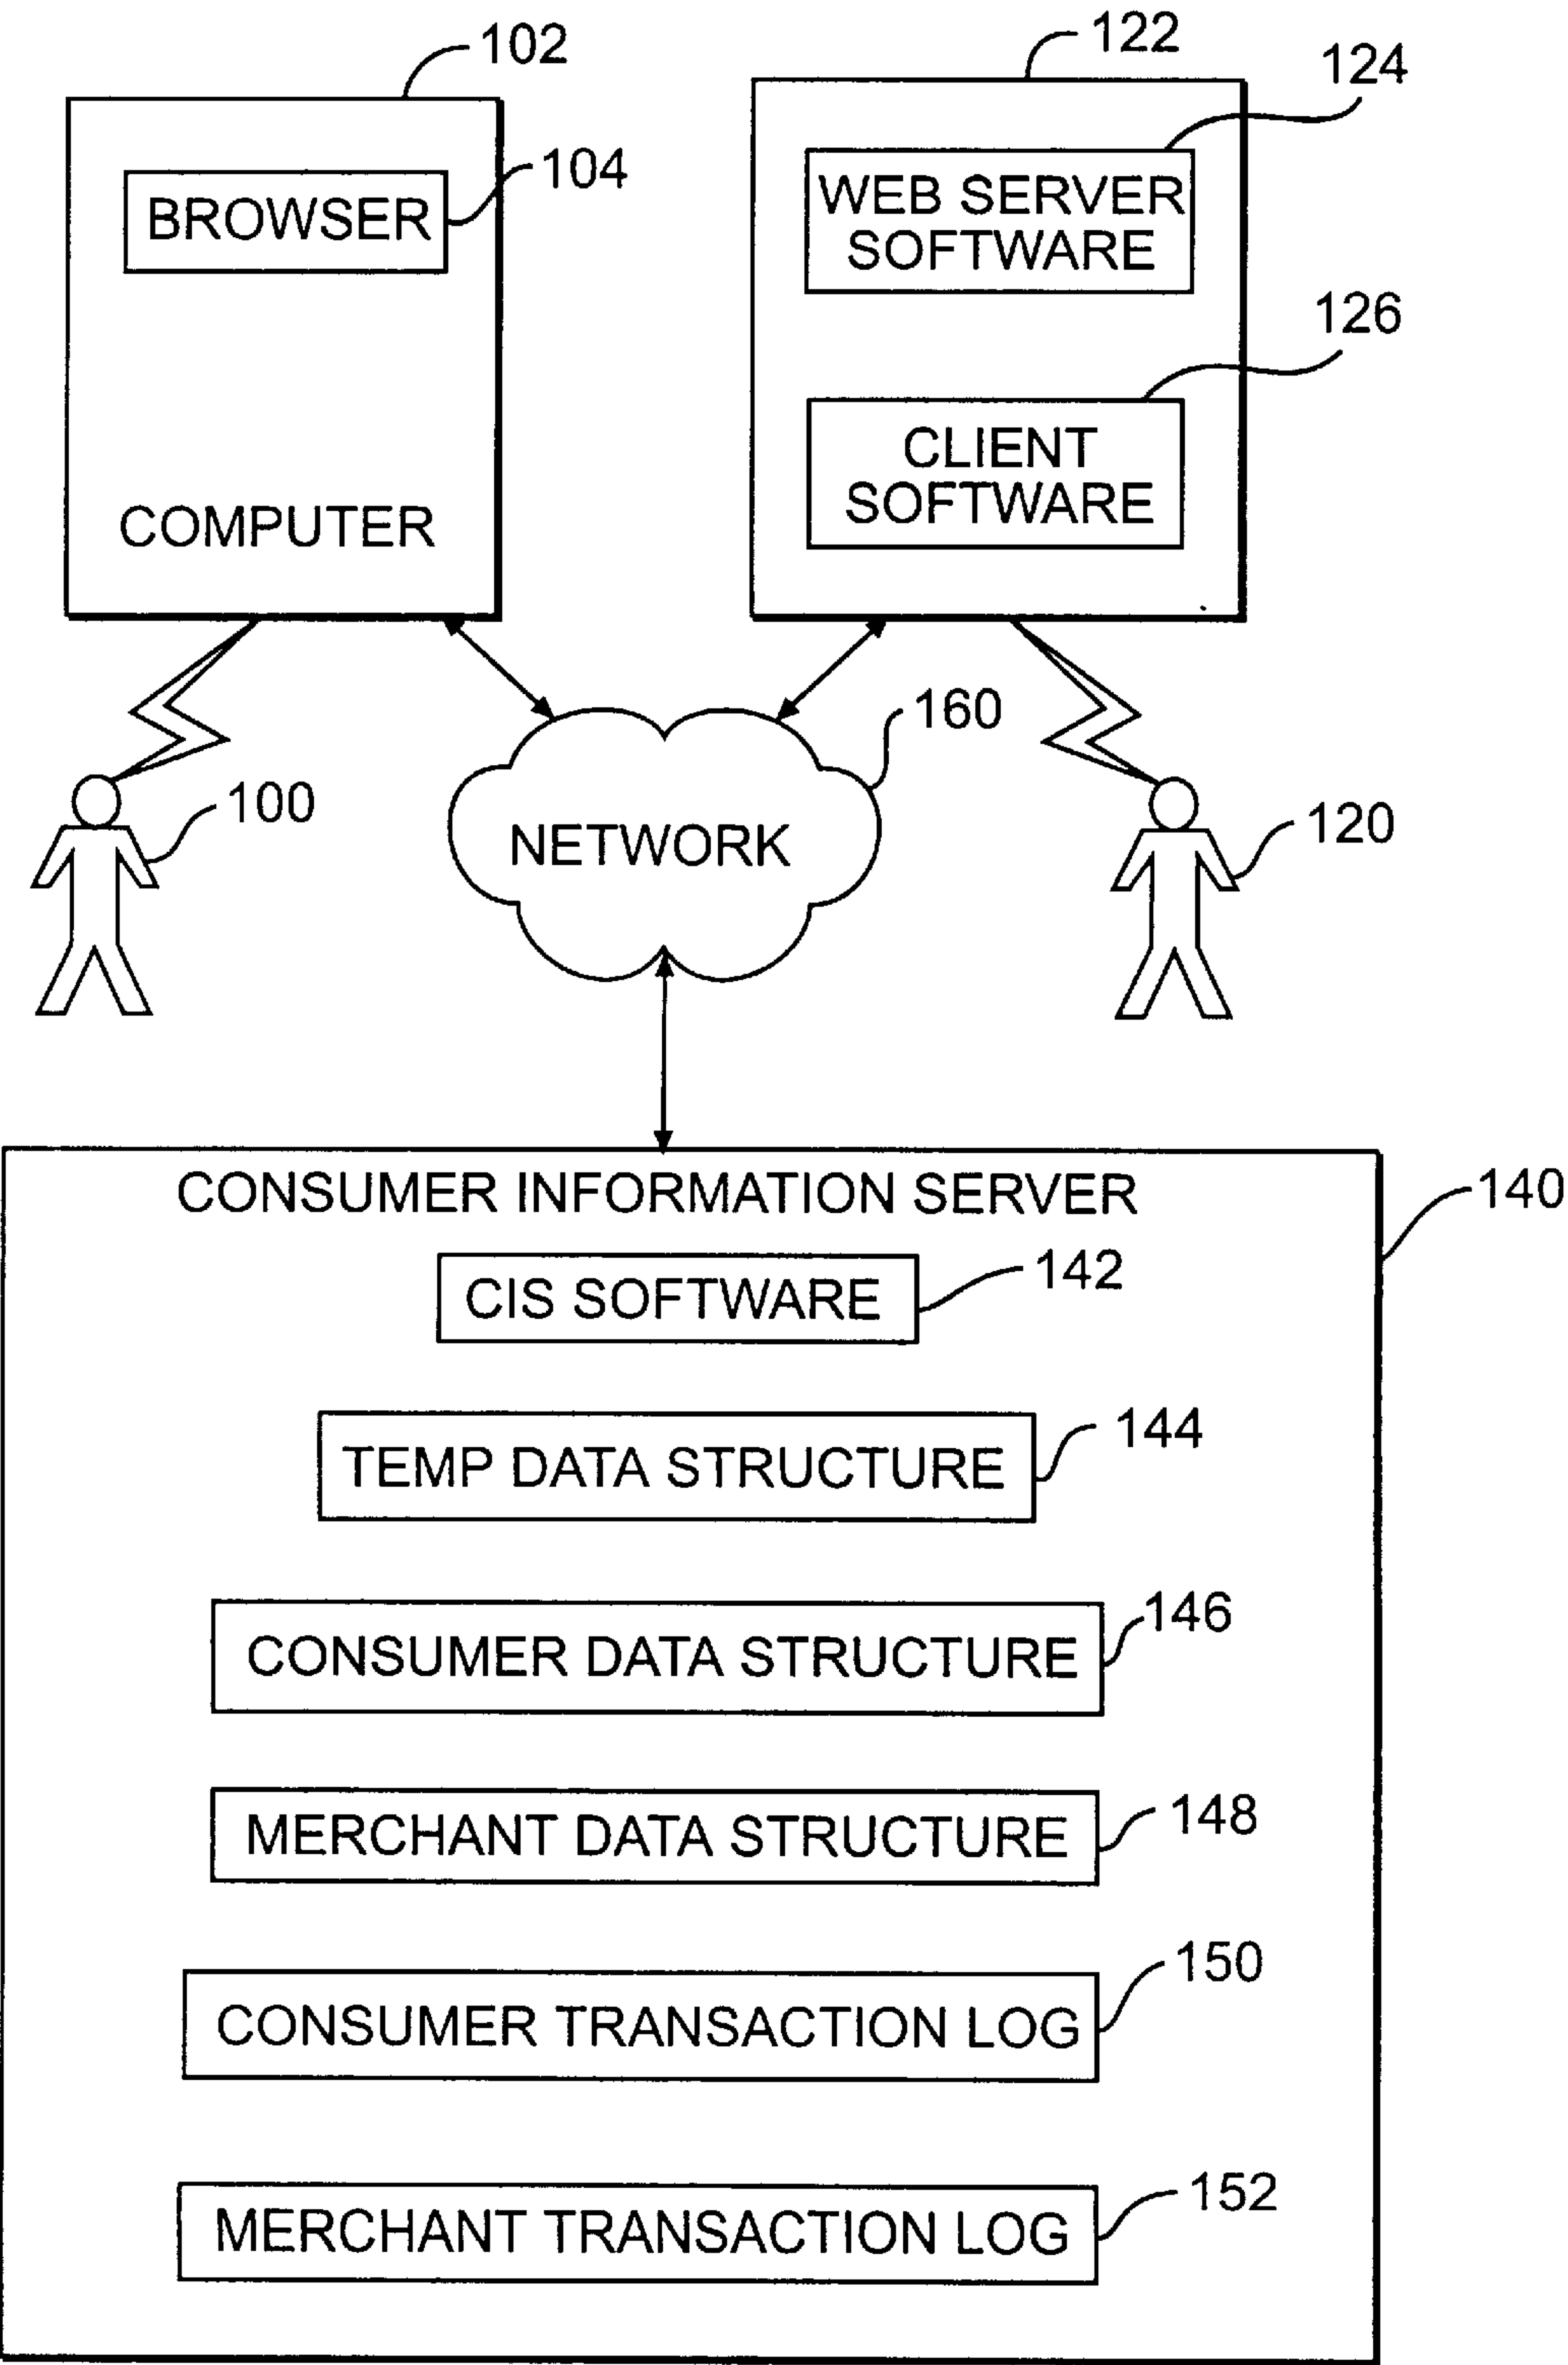 102
122
124
104
BROWSER
WEB SERVER
SOFTWARE
126
CLIENT
SOFTWARE
COMPUTER
160
100
NETWORK
120
CONSUMER INFORMATION SERVER
140
CIS SOFTWARE
142
TEMP DATA STRUCTURE
144
CONSUMER DATA STRUCTURE
146
MERCHANT DATA STRUCTURE
148
CONSUMER TRANSACTION LOG
150
MERCHANT TRANSACTION LOG
152